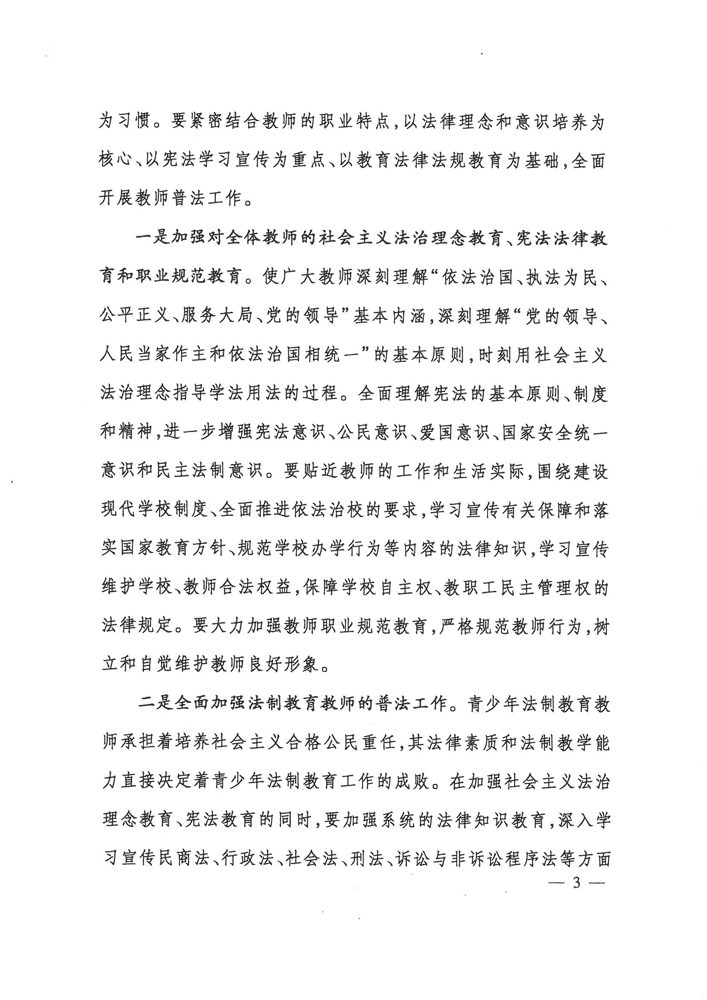 为习惯。要紧密结合教师的职业特点,以法律理念和意识培养为
核心、以宪法学习宣传为重点、以教育法律法规教育为基础,全面
开展教师普法工作。
一是加强对全体教师的社会主义法治理念教育、宪法法律教
育和职业规范教育。使广大教师深刻理解“依法治国、执法为民、
公平正义、服务大局、党的领导”基本内涵,深刻理解“党的领导、
人民当家作主和依法治国相统一”的基本原则,时刻用社会主义
法治理念指导学法用法的过程。全面理解宪法的基本原则、制度
和精神,进一步增强宪法意识、公民意识、爱国意识、国家安全统一
意识和民主法制意识。要贴近教师的工作和生活实际,围绕建设
现代学校制度、全面推进依法治校的要求,学习宣传有关保障和落
实国家教育方针、规范学校办学行为等内容的法律知识,学习宣传
维护学校、教师合法权益,保障学校自主权、教职工民主管理权的
法律规定。要大力加强教师职业规范教育,严格规范教师行为,树
立和自觉维护教师良好形象。
二是全面加强法制教育教师的普法工作。青少年法制教育教
师承担着培养社会主义合格公民重任,其法律素质和法制教学能
力直接决定着青少年法制教育工作的成败。在加强社会主义法治
理念教育、宪法教育的同时,要加强系统的法律知识教育,深入学
习宣传民商法、行政法、社会法、刑法、诉讼与非诉讼程序法等方面
— 3 —